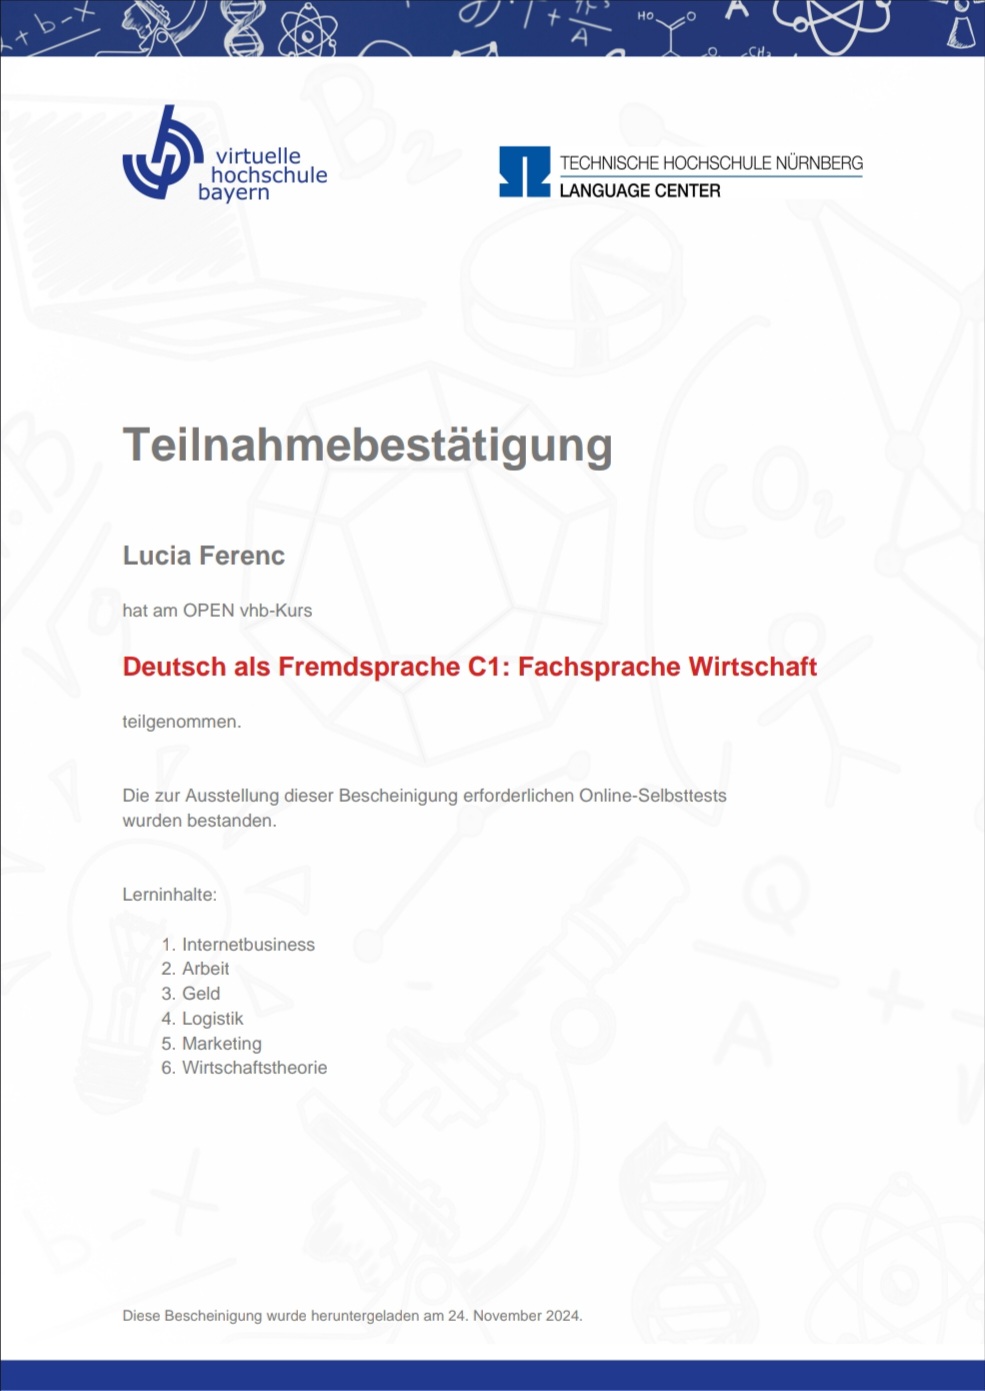 virtuelle
hochschule
bayern
TECHNISCHE HOCHSCHULE NÜRNBERG
LANGUAGE CENTER
Teilnahmebestätigung
Lucia Ferenc
hat am OPEN vhb-Kurs
Deutsch als Fremdsprache C1: Fachsprache Wirtschaft
teilgenommen.
Die zur Ausstellung dieser Bescheinigung erforderlichen Online-Selbsttests
wurden bestanden.
Lerninhalte:
1. Internetbusiness
2. Arbeit
3. Geld
4. Logistik
5. Marketing
6. Wirtschaftstheorie
Diese Bescheinigung wurde heruntergeladen am 24. November 2024.